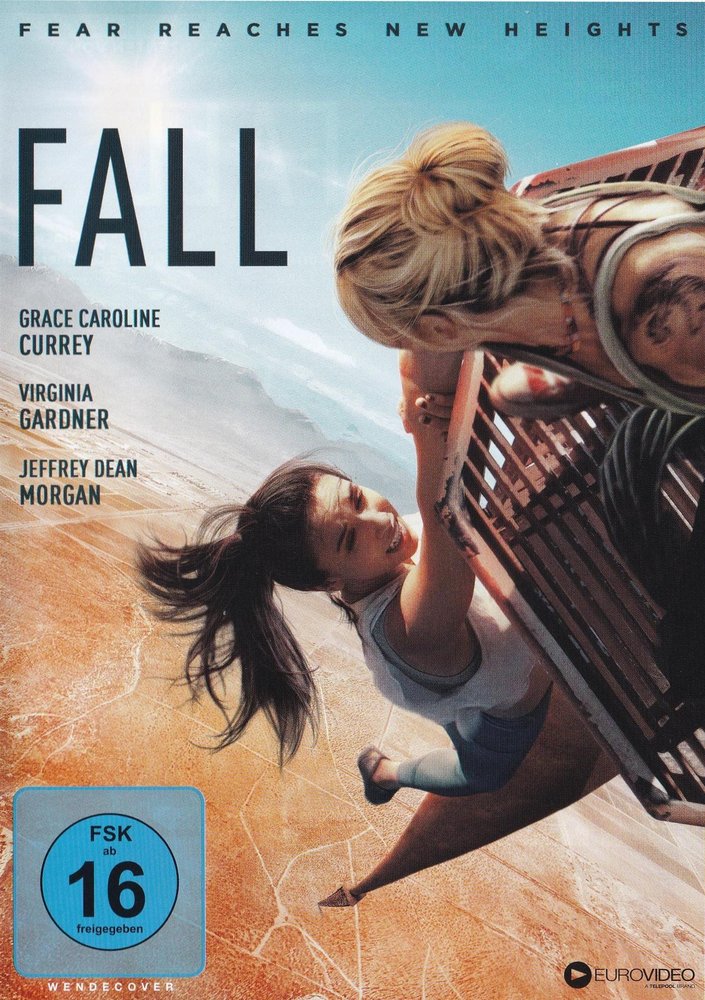 FEAR REACHES NEW HEIGHTS
FALL
GRACE CAROLINE
CURREY
VIRGINIA
GARDNER
JEFFREY DEAN
MORGAN
FSK
ab
16
freigegeben
WENDECOVER
EUROVIDEO
A TELEPOOL BRAND